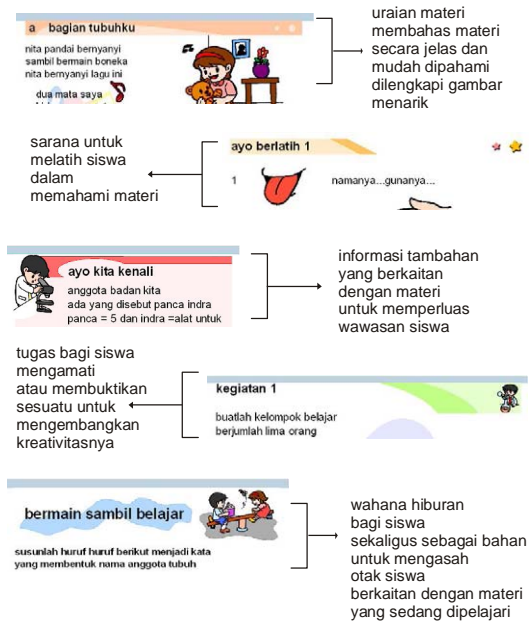 a bagian tubuhku
nita pandai bernyanyi
sambil bermain boneka
nita bernyanyi lagu ini
dua mata saya
uraian materi
membahas materi
secara jelas dan
mudah dipahami
dilengkapi gambar
menarik
sarana untuk
melatih siswa
dalam
memahami materi
ayo berlatih 1
1 namanya...gunanya...
ayo kita kenali
anggota badan kita
ada yang disebut panca indra
panca = 5 dan indra =alat untuk
informasi tambahan
yang berkaitan
dengan materi
untuk memperluas
wawasan siswa
tugas bagi siswa
mengamati
atau membuktikan
sesuatu untuk
mengembangkan
kreativitasnya
kegiatan 1
buatlah kelompok belajar
berjumlah lima orang
bermain sambil belajar
susunlah huruf huruf berikut menjadi kata
yang membentuk nama anggota tubuh
wahana hiburan
bagi siswa
sekaligus sebagai bahan
untuk mengasah
otak siswa
berkaitan dengan materi
yang sedang dipelajari